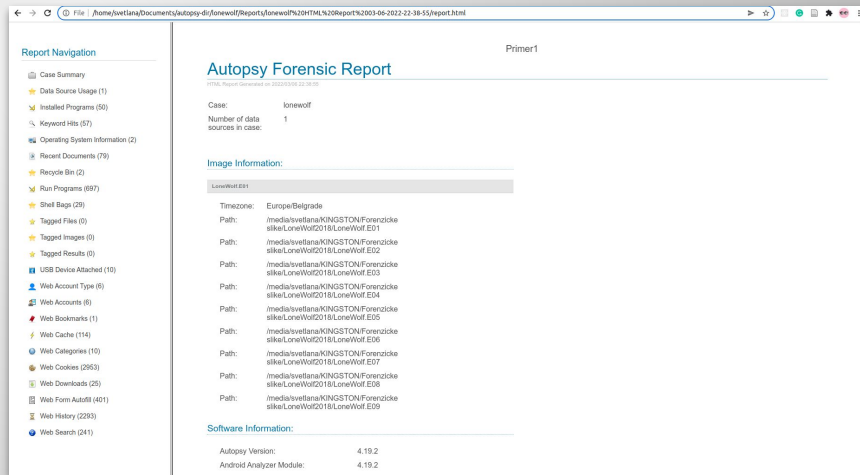 File /home/svetlana/Documents/autopsy-dir/lonewolf/Reports/lonewolf%20HTML%20Report%2003-06-2022-22-38-55/report.html
Report Navigation
Case Summary
Data Source Usage (1)
Installed Programs (50)
Keyword Hits (57)
Operating System Information (2)
Recent Documents (79)
Recycle Bin (2)
Run Programs (697)
Shell Bags (29)
Tagged Files (0)
Tagged Images (0)
Tagged Results (0)
USB Device Attached (10)
Web Account Type (6)
Web Accounts (6)
Web Bookmarks (1)
Web Cache (114)
Web Categories (10)
Web Cookies (2953)
Web Downloads (25)
Web Form Autofill (401)
Web History (2293)
Web Search (241)
Primer1
Autopsy Forensic Report
HTML Report Generated on 2022/03/06 22:38:55
Case: lonewolf
Number of data 1
sources in case:
Image Information:
LoneWolf.E01
Timezone: Europe/Belgrade
Path: /media/svetlana/KINGSTON/Forenzicke
slike/LoneWolf2018/LoneWolf.E01
Path: /media/svetlana/KINGSTON/Forenzicke
slike/LoneWolf2018/LoneWolf.E02
Path: /media/svetlana/KINGSTON/Forenzicke
slike/LoneWolf2018/LoneWolf.E03
Path: /media/svetlana/KINGSTON/Forenzicke
slike/LoneWolf2018/LoneWolf.E04
Path: /media/svetlana/KINGSTON/Forenzicke
slike/LoneWolf2018/LoneWolf.E05
Path: /media/svetlana/KINGSTON/Forenzicke
slike/LoneWolf2018/LoneWolf.E06
Path: /media/svetlana/KINGSTON/Forenzicke
slike/LoneWolf2018/LoneWolf.E07
Path: /media/svetlana/KINGSTON/Forenzicke
slike/LoneWolf2018/LoneWolf.E08
Path: /media/svetlana/KINGSTON/Forenzicke
slike/LoneWolf2018/LoneWolf.E09
Software Information:
Autopsy Version: 4.19.2
Android Analyzer Module: 4.19.2